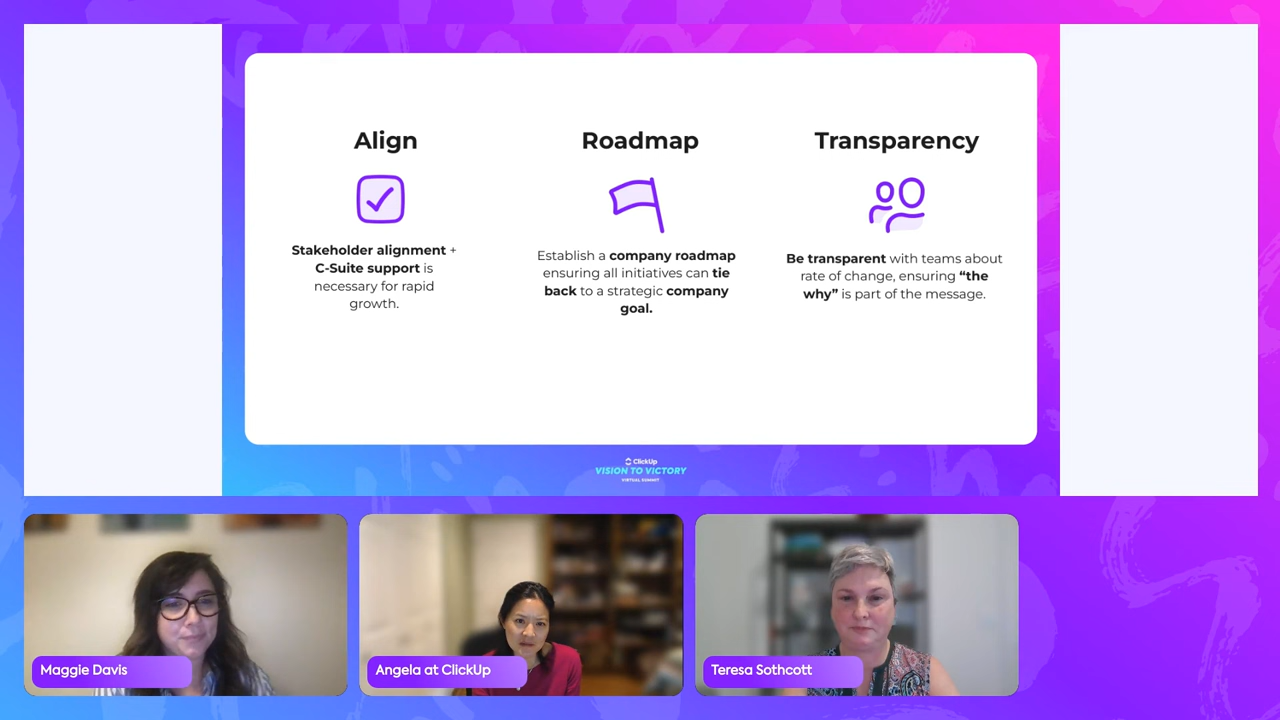 Align
Stakeholder alignment +
C-Suite support is
necessary for rapid
growth.
Roadmap
Establish a company roadmap
ensuring all initiatives can tie
back to a strategic company
goal.
Transparency
Be transparent with teams about
rate of change, ensuring “the
why” is part of the message.
ClickUp
VISION TO VICTORY
VIRTUAL SUMMIT
Maggie Davis
Angela at ClickUp
Teresa Sothcott